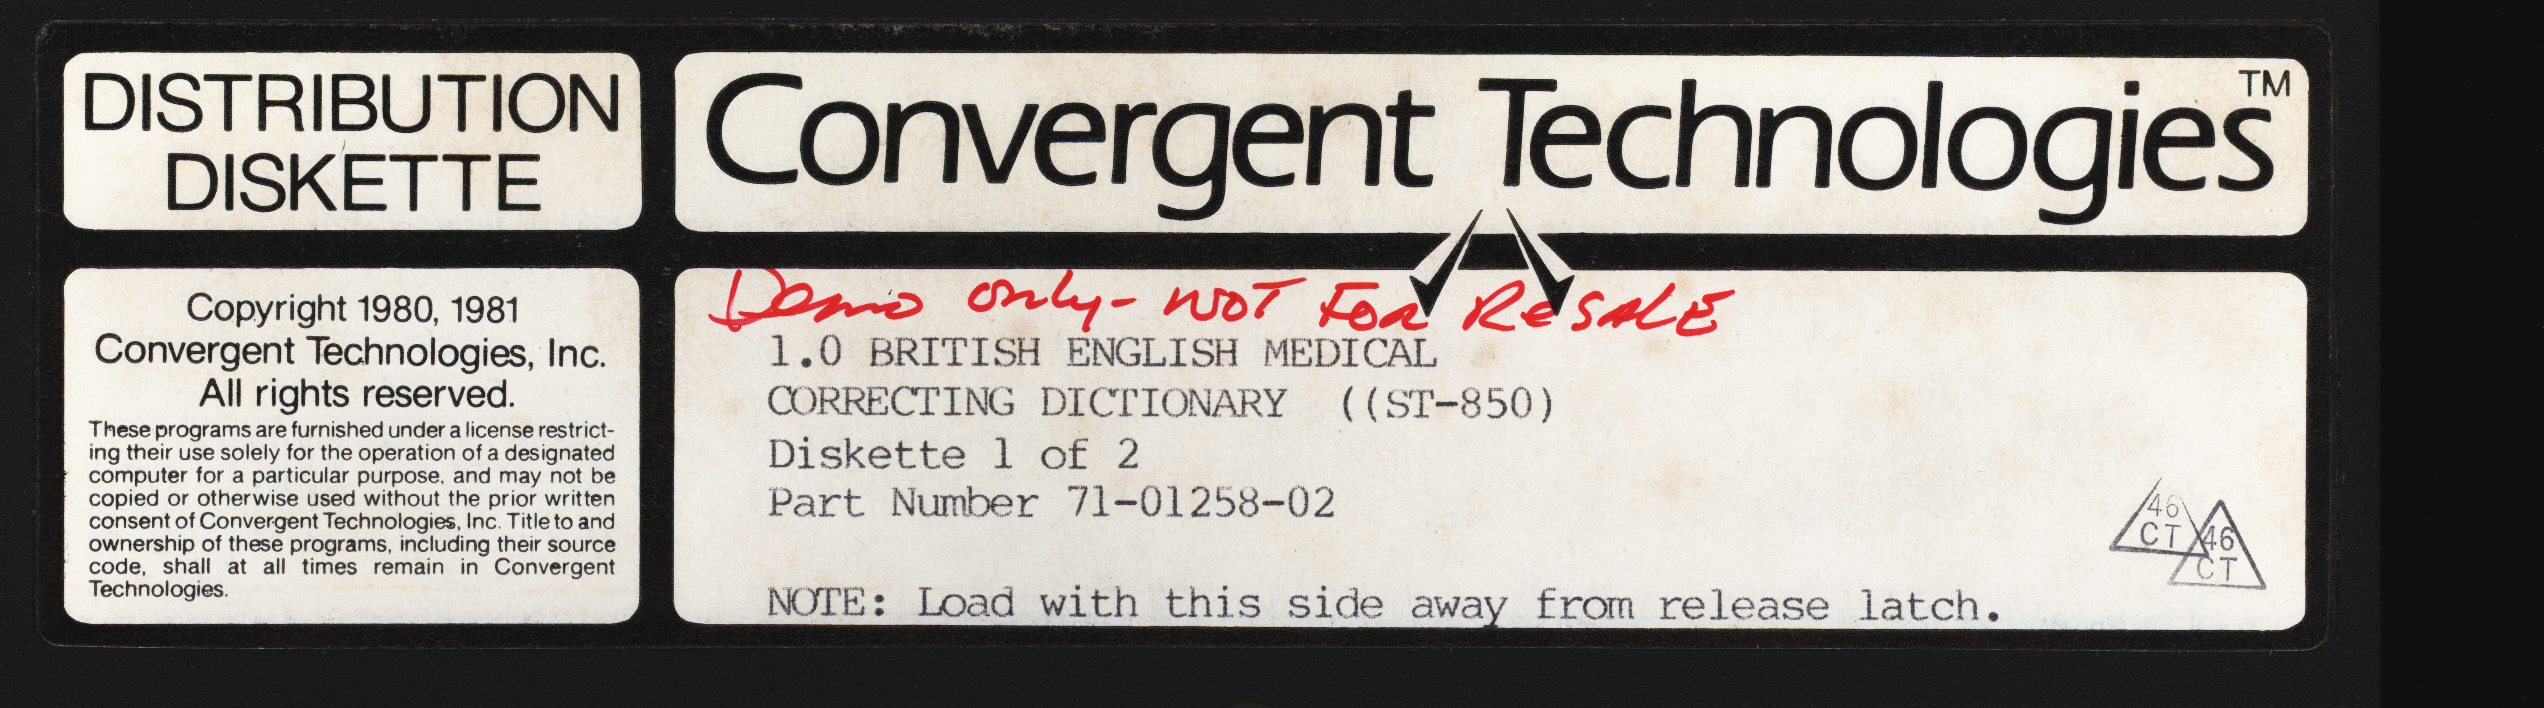 DISTRIBUTION
DISKETTE
Convergent Technologies™
Copyright 1980, 1981
Convergent Technologies, Inc.
All rights reserved.
These programs are furnished under a license restrict-
ing their use solely for the operation of a designated
computer for a particular purpose, and may not be
copied or otherwise used without the prior written
consent of Convergent Technologies, Inc. Title to and
ownership of these programs, including their source
code, shall at all times remain in Convergent
Technologies.
Demo only - NOT FOR ReSALE
1.0 BRITISH ENGLISH MEDICAL
CORRECTING DICTIONARY ((ST-850)
Diskette 1 of 2
Part Number 71-01258-02
46
CT
46
CT
NOTE: Load with this side away from release latch.